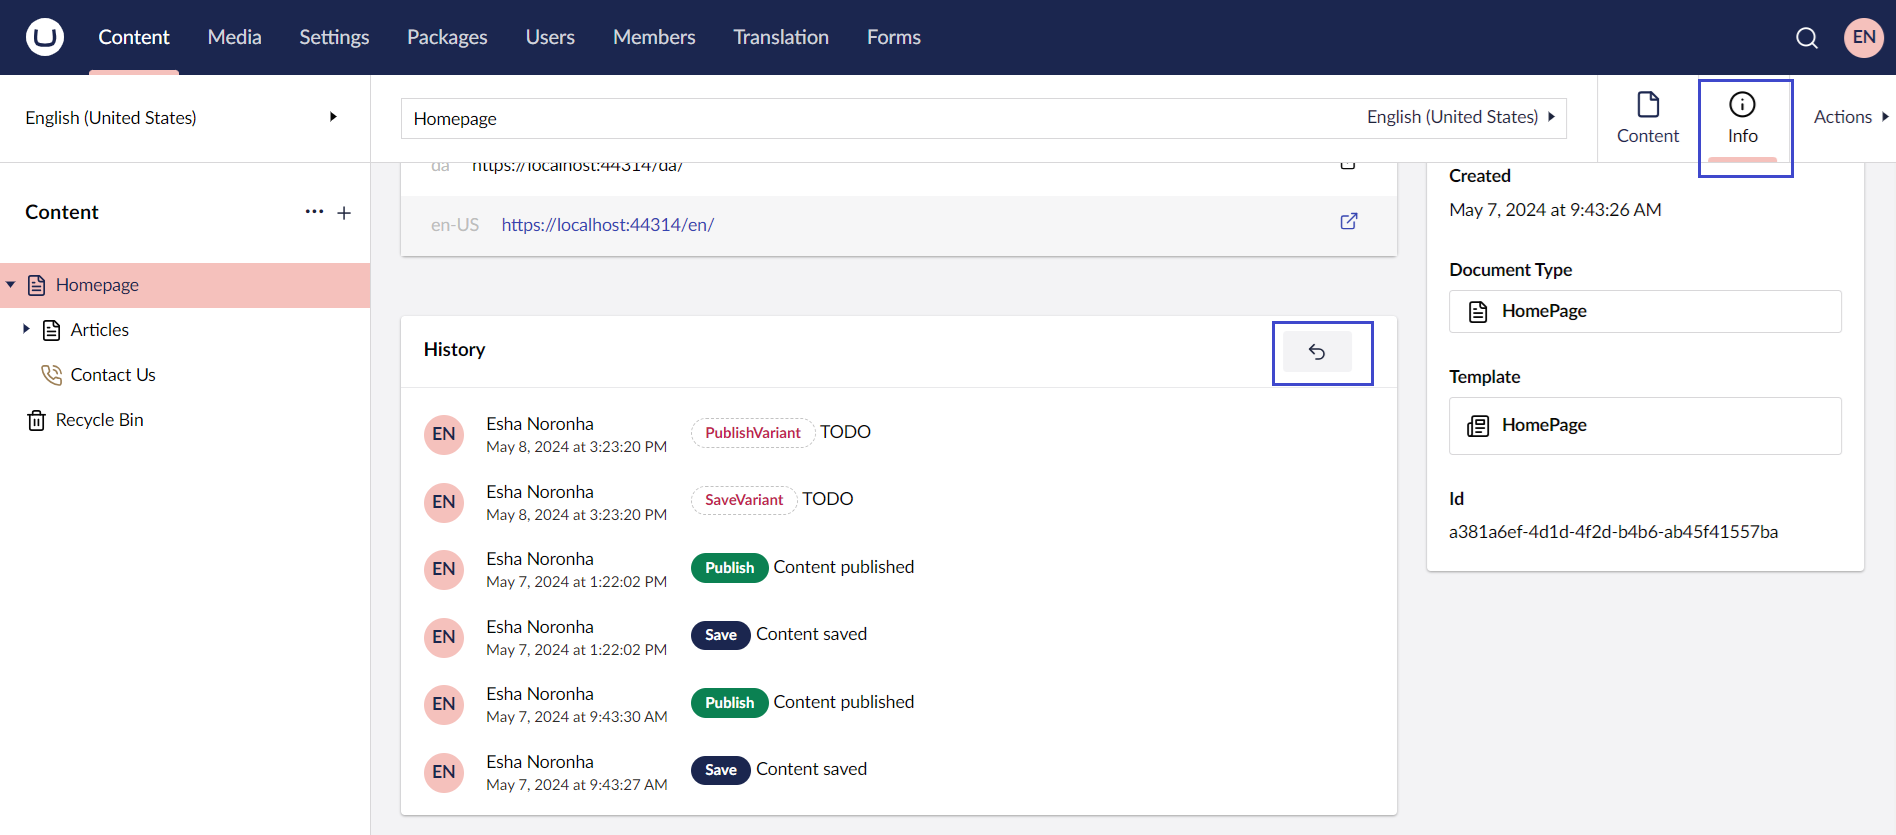 Content Media Settings Packages Users Members Translation Forms EN
English (United States)
Homepage English (United States)
Content
Info
Actions
Content
Homepage
Articles
Contact Us
Recycle Bin
da https://localhost:44314/da/
en-US https://localhost:44314/en/
History
EN Esha Noronha
May 8, 2024 at 3:23:20 PM
PublishVariant TODO
EN Esha Noronha
May 8, 2024 at 3:23:20 PM
SaveVariant TODO
EN Esha Noronha
May 7, 2024 at 1:22:02 PM
Publish Content published
EN Esha Noronha
May 7, 2024 at 1:22:02 PM
Save Content saved
EN Esha Noronha
May 7, 2024 at 9:43:30 AM
Publish Content published
EN Esha Noronha
May 7, 2024 at 9:43:27 AM
Save Content saved
Created
May 7, 2024 at 9:43:26 AM
Document Type
HomePage
Template
HomePage
Id
a381a6ef-4d1d-4f2d-b4b6-ab45f41557ba